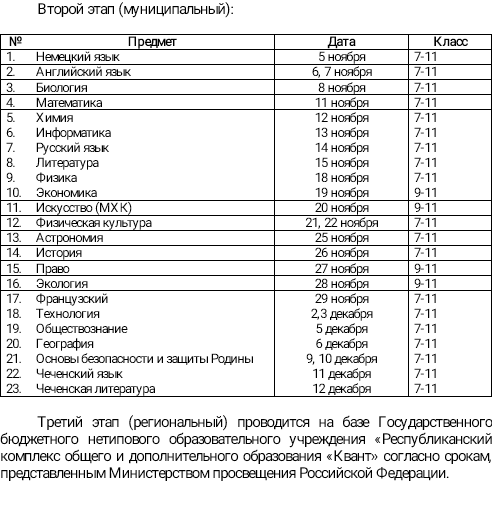 Второй этап (муниципальный):
№ Предмет Дата Класс
1. Немецкий язык 5 ноября 7-11
2. Английский язык 6, 7 ноября 7-11
3. Биология 8 ноября 7-11
4. Математика 11 ноября 7-11
5. Химия 12 ноября 7-11
6. Информатика 13 ноября 7-11
7. Русский язык 14 ноября 7-11
8. Литература 15 ноября 7-11
9. Физика 18 ноября 7-11
10. Экономика 19 ноября 9-11
11. Искусство (МХК) 20 ноября 9-11
12. Физическая культура 21, 22 ноября 7-11
13. Астрономия 25 ноября 7-11
14. История 26 ноября 7-11
15. Право 27 ноября 9-11
16. Экология 28 ноября 9-11
17. Французский 29 ноября 7-11
18. Технология 2,3 декабря 7-11
19. Обществознание 5 декабря 7-11
20. География 6 декабря 7-11
21. Основы безопасности и защиты Родины 9, 10 декабря 7-11
22. Чеченский язык 11 декабря 7-11
23. Чеченская литература 12 декабря 7-11
Третий этап (региональный) проводится на базе Государственного
бюджетного нетипового образовательного учреждения «Республиканский
комплекс общего и дополнительного образования «Квант» согласно срокам,
представленным Министерством просвещения Российской Федерации.